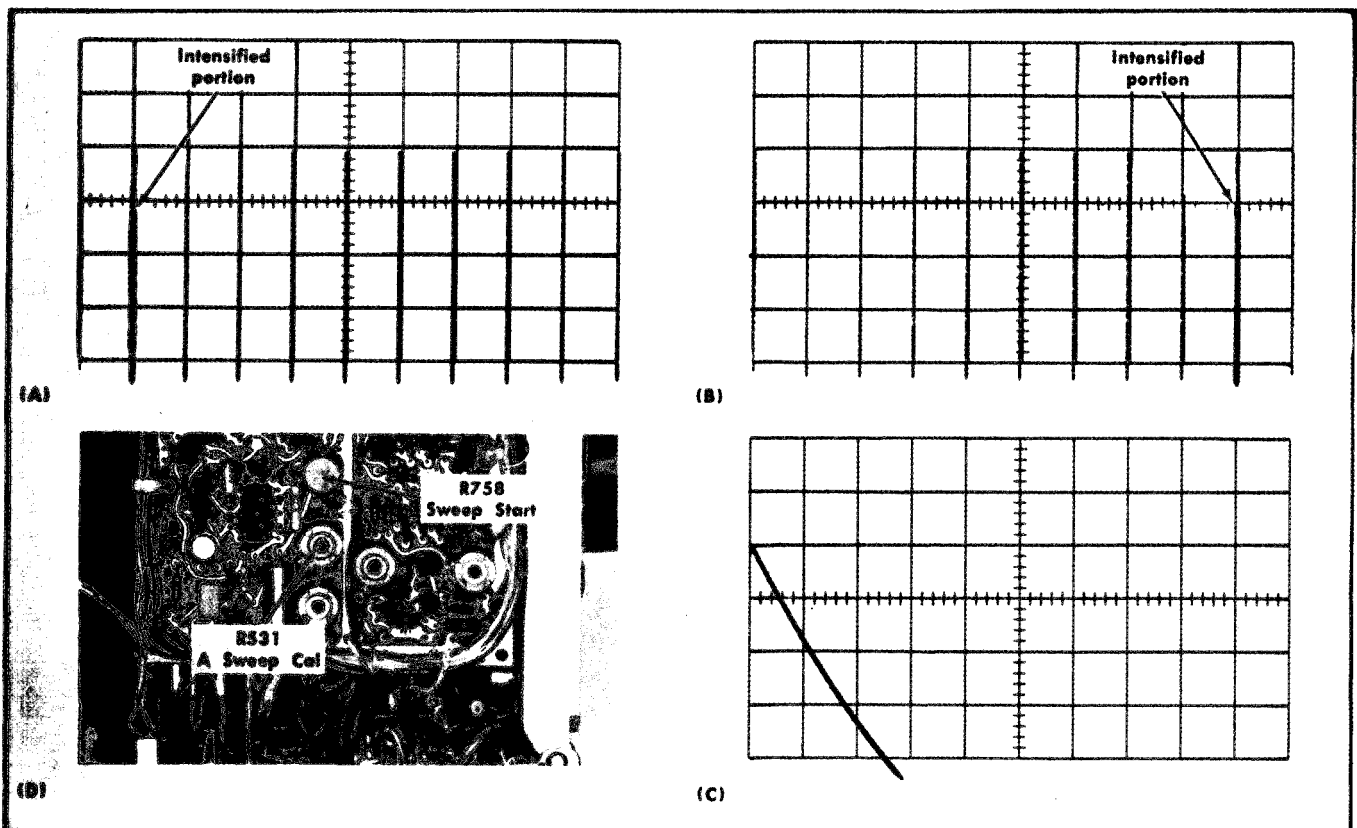 Intensified
portion
Intensified
portion
(A)
(B)
R758
Sweep Start
R531
A Sweep Cal
(D)
(C)